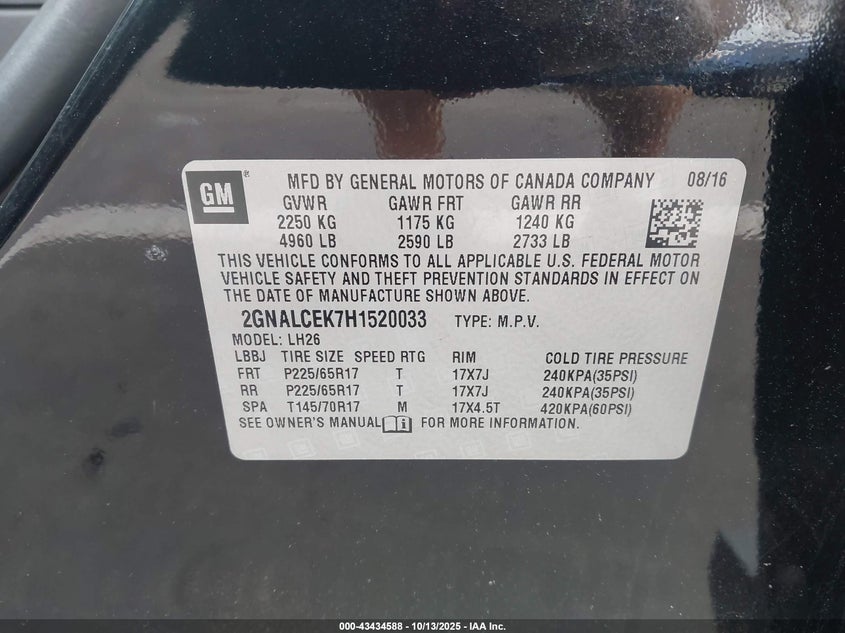 GM
MFD BY GENERAL MOTORS OF CANADA COMPANY 08/16
GVWR GAWR FRT GAWR RR
2250 KG 1175 KG 1240 KG
4960 LB 2590 LB 2733 LB
THIS VEHICLE CONFORMS TO ALL APPLICABLE U.S. FEDERAL MOTOR
VEHICLE SAFETY AND THEFT PREVENTION STANDARDS IN EFFECT ON
THE DATE OF MANUFACTURE SHOWN ABOVE.
2GNALCEK7H1520033 TYPE: M.P.V.
MODEL: LH26
LBBJ TIRE SIZE SPEED RTG RIM COLD TIRE PRESSURE
FRT P225/65R17 T 17X7J 240KPA(35PSI)
RR P225/65R17 T 17X7J 240KPA(35PSI)
SPA T145/70R17 M 17X4.5T 420KPA(60PSI)
SEE OWNER'S MANUAL FOR MORE INFORMATION.
000-43434588 - 10/13/2025 - IAA Inc.